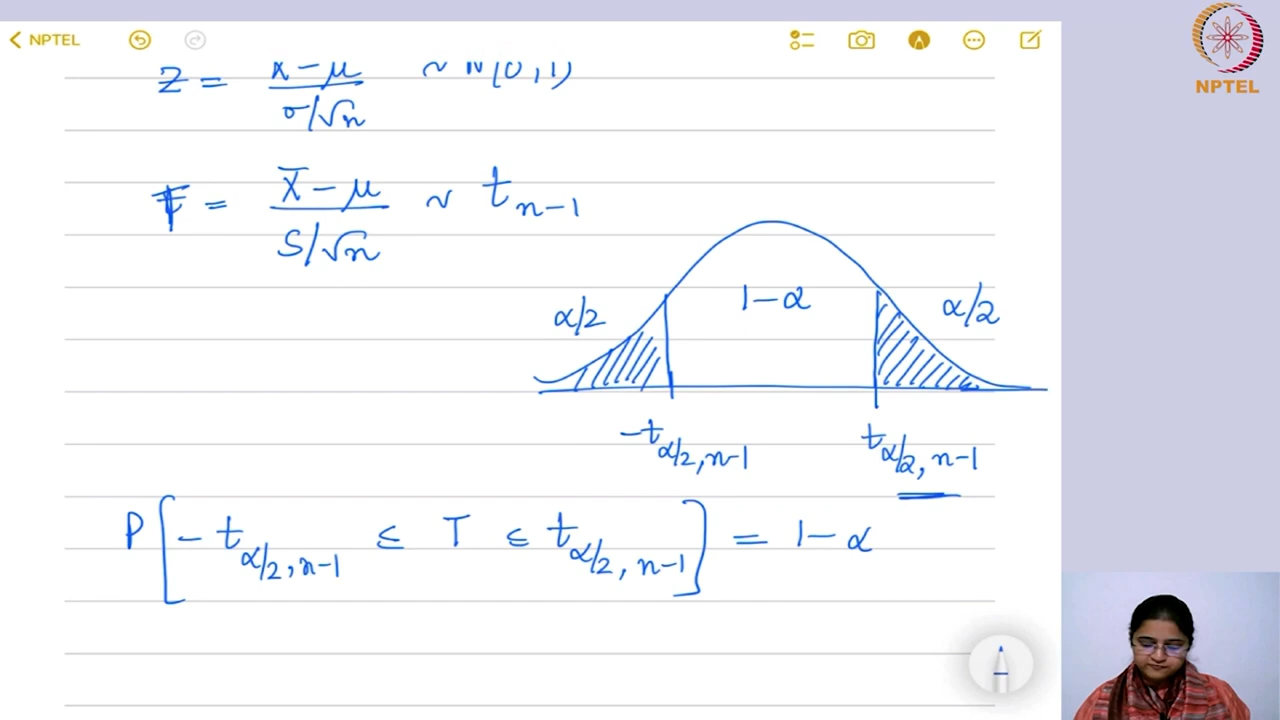 NPTEL
NPTEL
Z = x̄ - μ / σ/√n ~ N(0,1)
T = X̄ - μ / S/√n ~ t_{n-1}
α/2 1-α α/2
-t_{α/2, n-1} t_{α/2, n-1}
P[-t_{α/2, n-1} ≤ T ≤ t_{α/2, n-1}] = 1-α